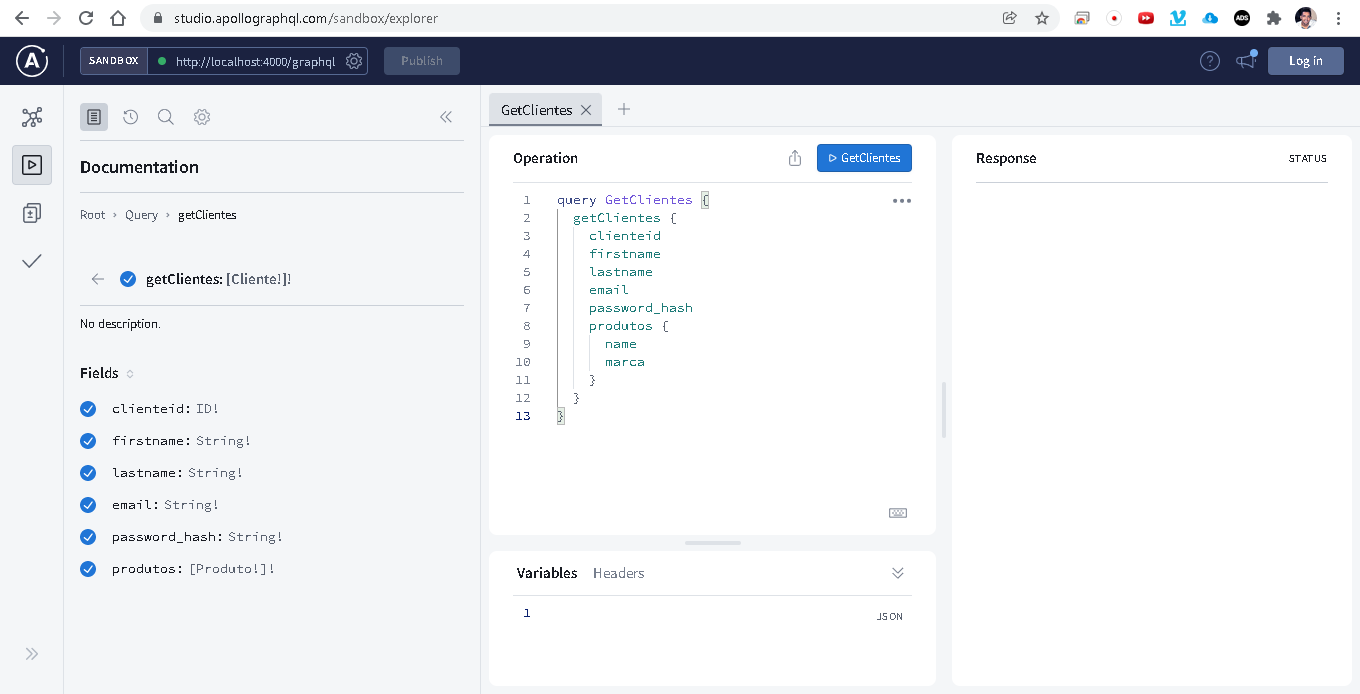 studio.apollographql.com/sandbox/explorer
ADS
A
SANDBOX
http://localhost:4000/graphql
Publish
?
Log in
Documentation
Root › Query › getClientes
getClientes: [Cliente!]!
No description.
Fields
clienteid: ID!
firstname: String!
lastname: String!
email: String!
password_hash: String!
produtos: [Produto!]!
GetClientes
Operation
GetClientes
1 query GetClientes {
2 getClientes {
3 clienteid
4 firstname
5 lastname
6 email
7 password_hash
8 produtos {
9 name
10 marca
11 }
12 }
13 }
Variables Headers
1
JSON
Response
STATUS